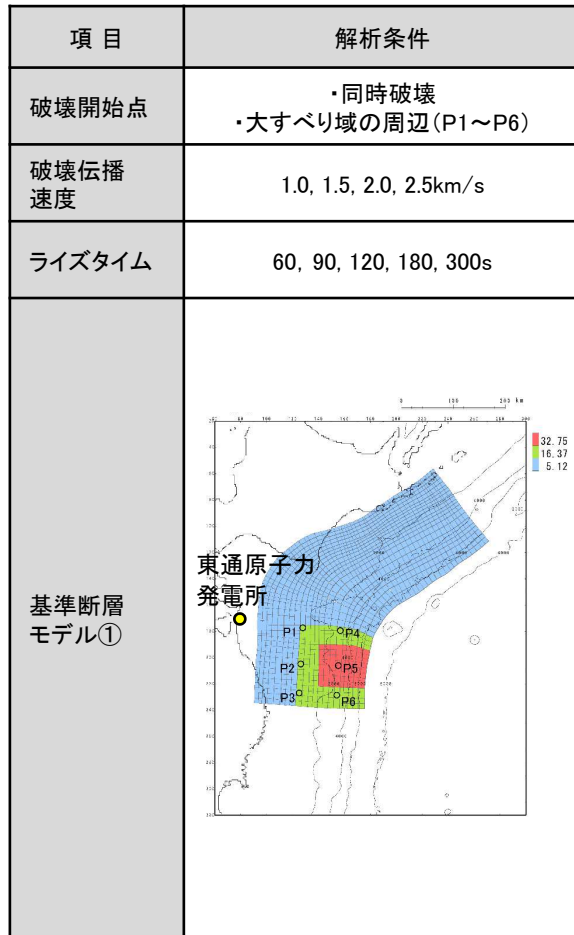 項 目
解析条件
破壊開始点
・同時破壊
・大すべり域の周辺(P1～P6)
破壊伝播
速度
1.0, 1.5, 2.0, 2.5km/s
ライズタイム
60, 90, 120, 180, 300s
基準断層
モデル①
0 100 200 km
32.75
16.37
5.12
東通原子力
発電所
P1
P4
P2
P5
P3
P6